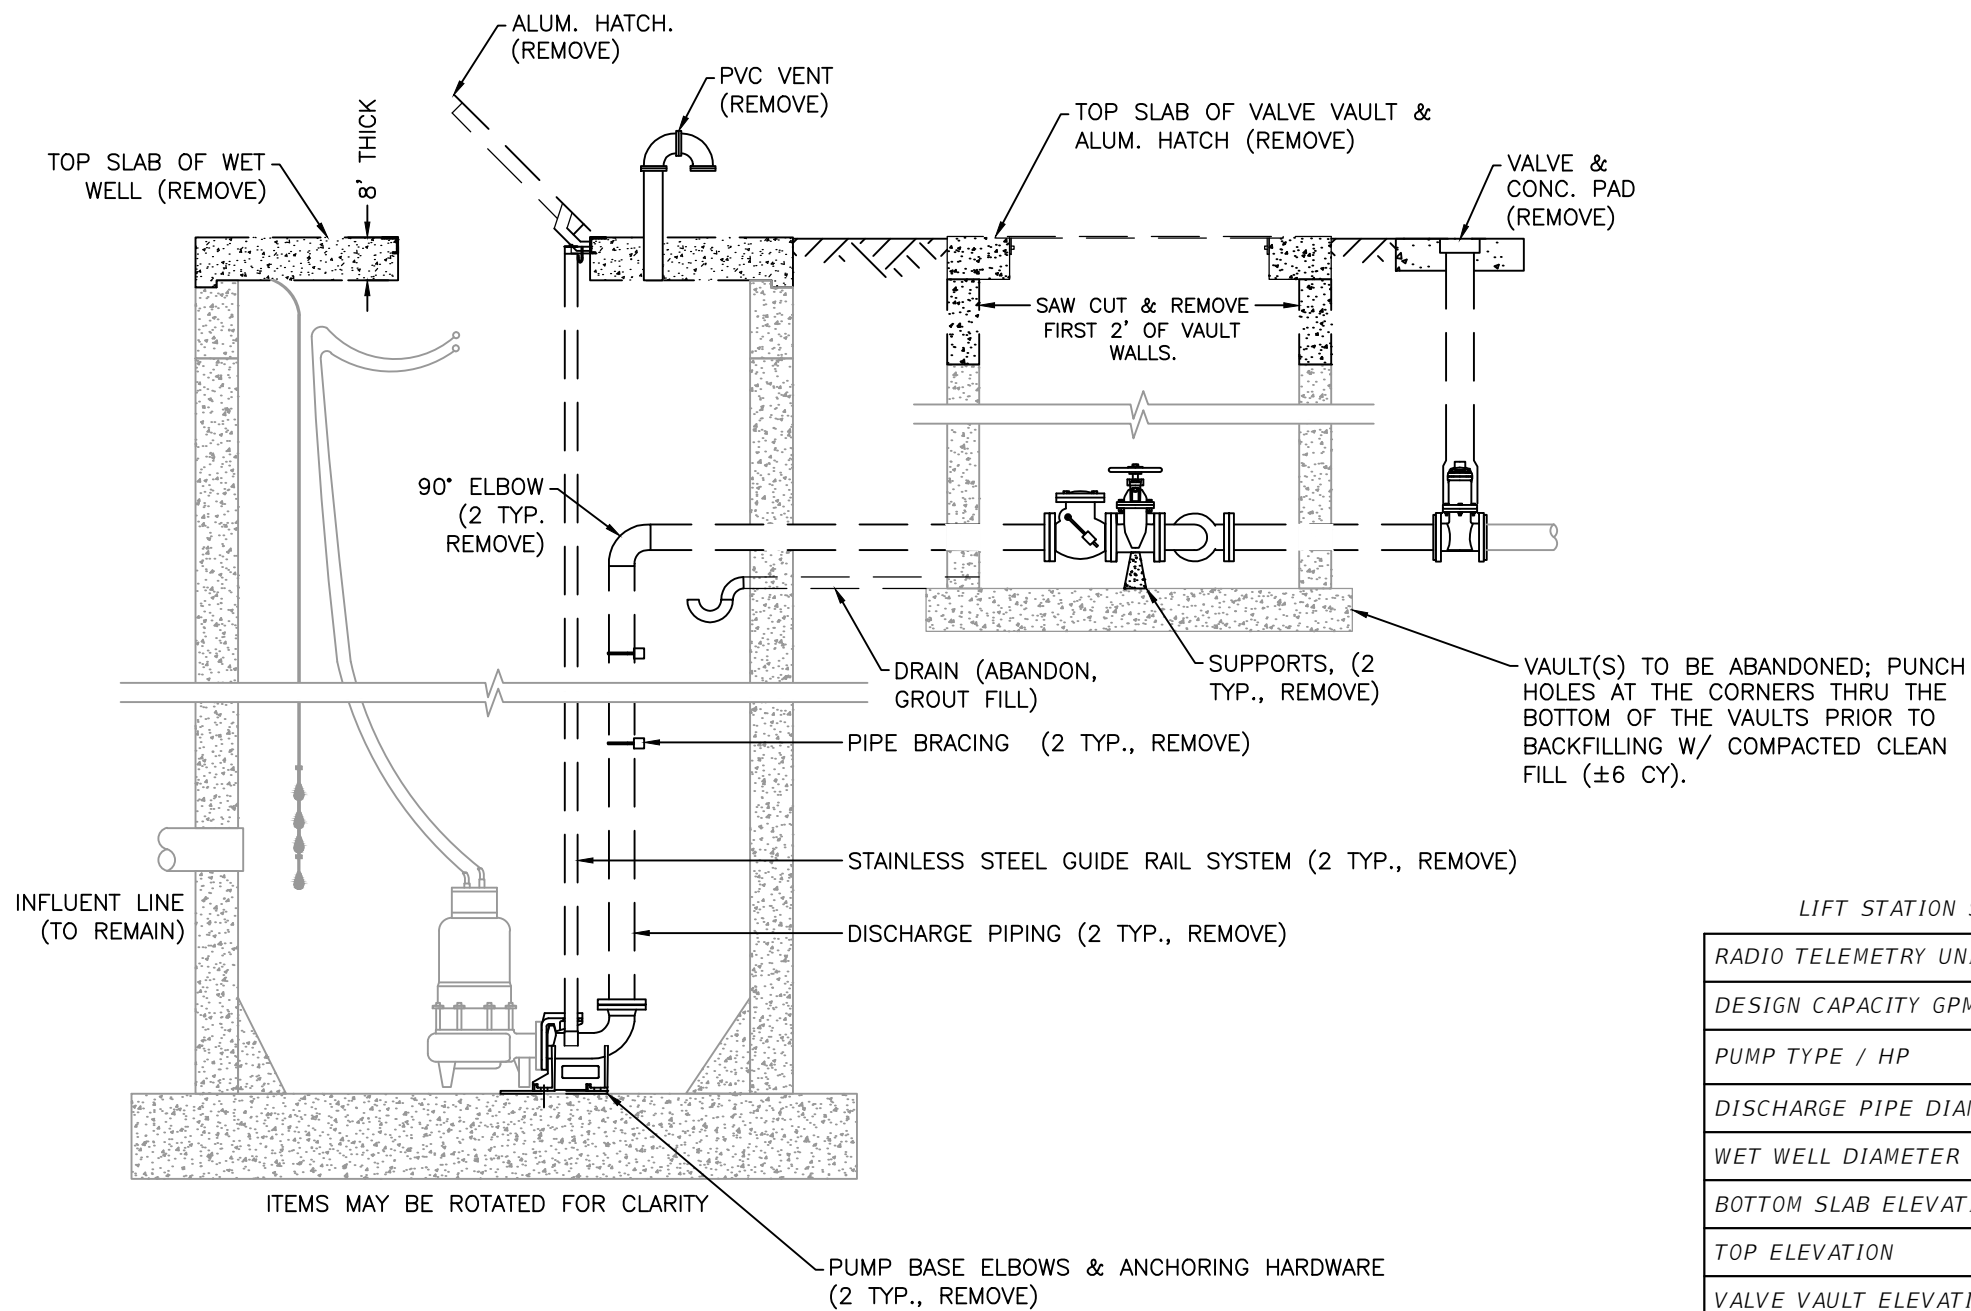 ALUM. HATCH.
(REMOVE)
PVC VENT
(REMOVE)
TOP SLAB OF VALVE VAULT &
ALUM. HATCH (REMOVE)
VALVE &
CONC. PAD
(REMOVE)
TOP SLAB OF WET
WELL (REMOVE)
8' THICK
SAW CUT & REMOVE
FIRST 2' OF VAULT
WALLS.
90° ELBOW
(2 TYP.
REMOVE)
DRAIN (ABANDON,
GROUT FILL)
SUPPORTS, (2
TYP., REMOVE)
VAULT(S) TO BE ABANDONED; PUNCH
HOLES AT THE CORNERS THRU THE
BOTTOM OF THE VAULTS PRIOR TO
BACKFILLING W/ COMPACTED CLEAN
FILL (±6 CY).
PIPE BRACING (2 TYP., REMOVE)
STAINLESS STEEL GUIDE RAIL SYSTEM (2 TYP., REMOVE)
INFLUENT LINE
(TO REMAIN)
DISCHARGE PIPING (2 TYP., REMOVE)
ITEMS MAY BE ROTATED FOR CLARITY
PUMP BASE ELBOWS & ANCHORING HARDWARE
(2 TYP., REMOVE)
LIFT STATION
RADIO TELEMETRY
DESIGN CAPACITY GPM
PUMP TYPE / HP
DISCHARGE PIPE
WET WELL DIAMETER
BOTTOM SLAB
TOP ELEVATION
VALVE VAULT